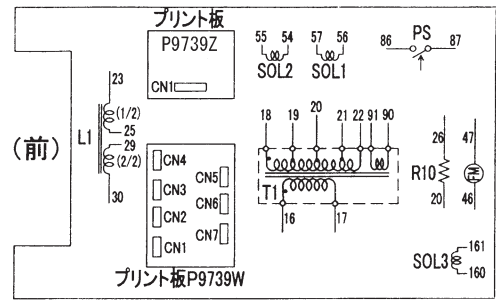 プリント板
P9739Z
CN1
55 54
SOL2
57 56
SOL1
PS
86 87
23
(1/2)
25
29
(2/2)
30
L1
(前)
CN4
CN3
CN2
CN1
CN5
CN6
CN7
プリント板P9739W
18 19 20 21 22 91 90
T1
16 17
26
R10
20
47
FM
46
161
SOL3
160